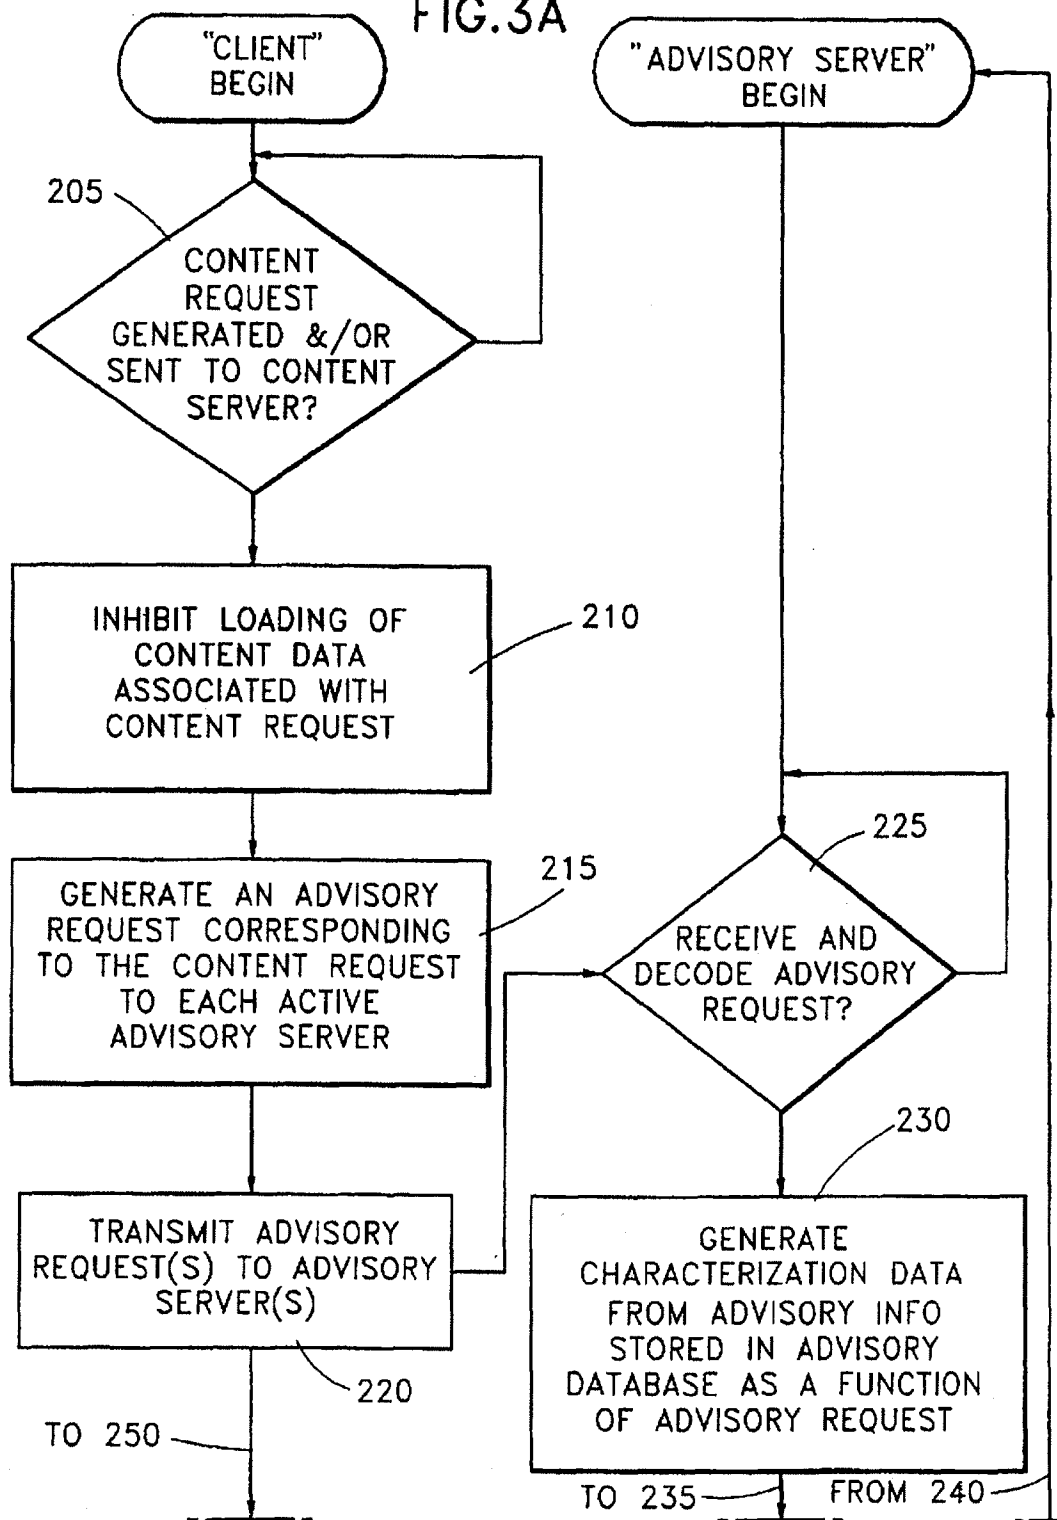 FIG.3A
"CLIENT"
BEGIN
205
CONTENT
REQUEST
GENERATED &/OR
SENT TO CONTENT
SERVER?
INHIBIT LOADING OF
CONTENT DATA
ASSOCIATED WITH
CONTENT REQUEST
210
GENERATE AN ADVISORY
REQUEST CORRESPONDING
TO THE CONTENT REQUEST
TO EACH ACTIVE
ADVISORY SERVER
215
TRANSMIT ADVISORY
REQUEST(S) TO ADVISORY
SERVER(S)
220
TO 250
"ADVISORY SERVER"
BEGIN
225
RECEIVE AND
DECODE ADVISORY
REQUEST?
230
GENERATE
CHARACTERIZATION DATA
FROM ADVISORY INFO
STORED IN ADVISORY
DATABASE AS A FUNCTION
OF ADVISORY REQUEST
TO 235
FROM 240